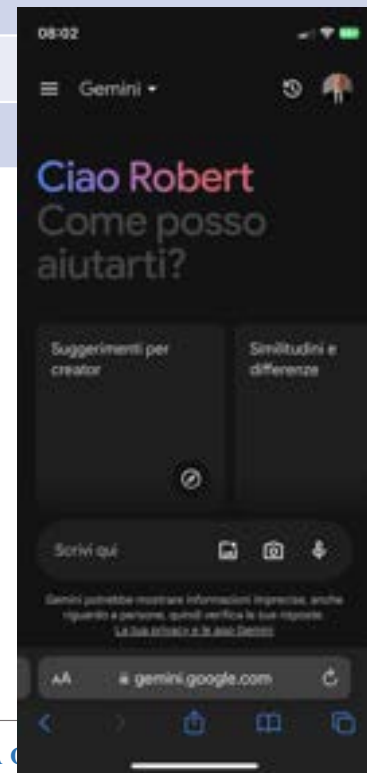 08:02
Gemini
Ciao Robert
Come posso
aiutarti?
Suggerimenti per
creator
Similitudini e
differenze
Scrivi qui
Gemini potrebbe mostrare informazioni imprecise, anche
riguardo a persone, quindi verifica le sue risposte.
La tua privacy e le app Gemini
AA
gemini.google.com
A